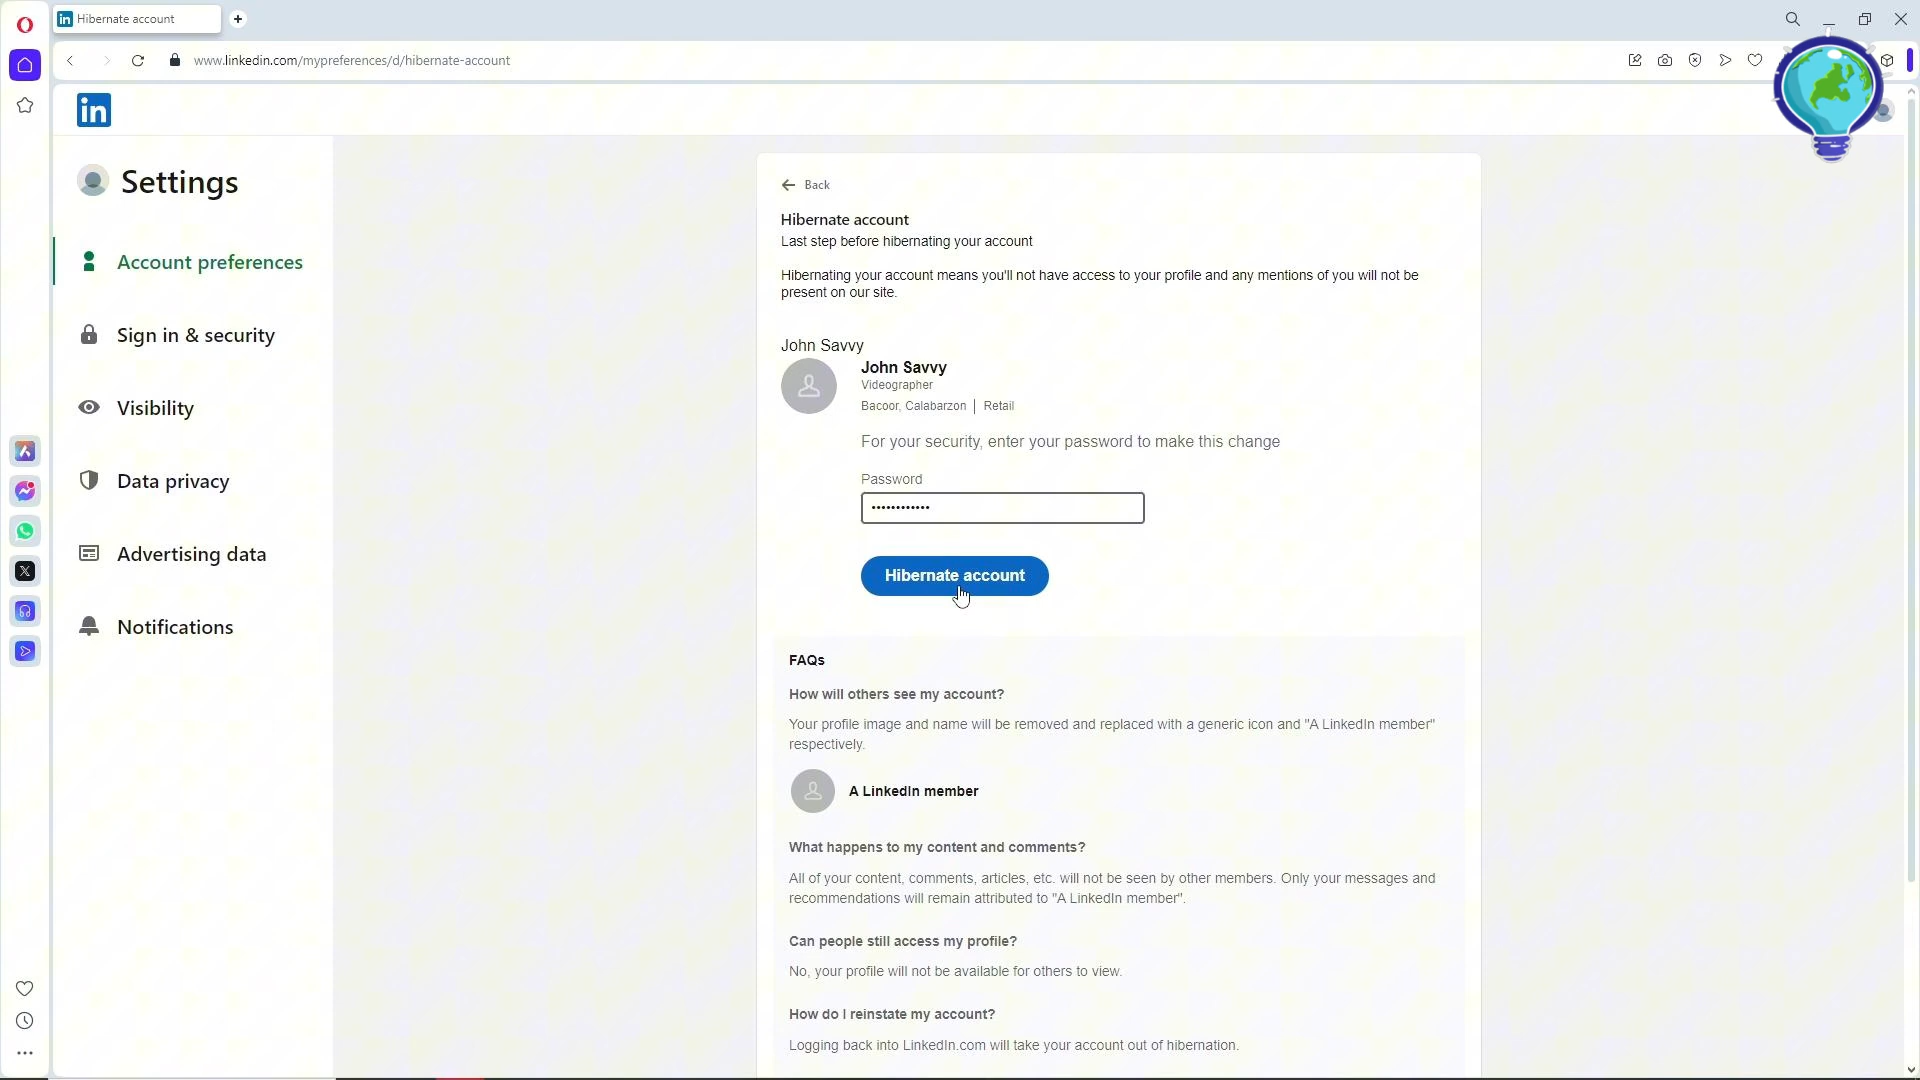 Hibernate account
www.linkedin.com/mypreferences/d/hibernate-account
in
Settings
Account preferences
Sign in & security
Visibility
Data privacy
Advertising data
Notifications
Back
Hibernate account
Last step before hibernating your account
Hibernating your account means you'll not have access to your profile and any mentions of you will not be
present on our site.
John Savvy
John Savvy
Videographer
Bacoor, Calabarzon | Retail
For your security, enter your password to make this change
Password
••••••••••••
Hibernate account
FAQs
How will others see my account?
Your profile image and name will be removed and replaced with a generic icon and "A LinkedIn member"
respectively.
A LinkedIn member
What happens to my content and comments?
All of your content, comments, articles, etc. will not be seen by other members. Only your messages and
recommendations will remain attributed to "A LinkedIn member".
Can people still access my profile?
No, your profile will not be available for others to view.
How do I reinstate my account?
Logging back into LinkedIn.com will take your account out of hibernation.